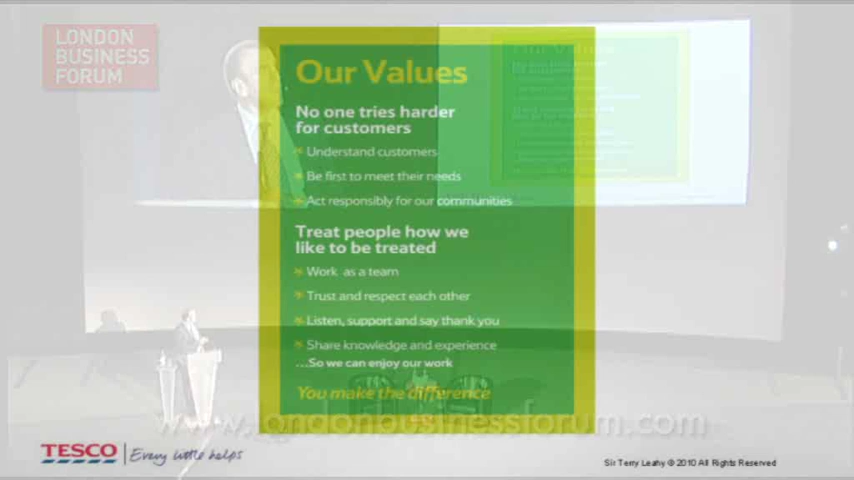 LONDON
BUSINESS
FORUM
Our Values
No one tries harder
for customers
Understand customers
Be first to meet their needs
Act responsibly for our communities
Treat people how we
like to be treated
Work as a team
Trust and respect each other
Listen, support and say thank you
Share knowledge and experience
...So we can enjoy our work
You make the difference
www.londonbusinessforum.com
TESCO
Every little helps
Sir Terry Leahy © 2010 All Rights Reserved